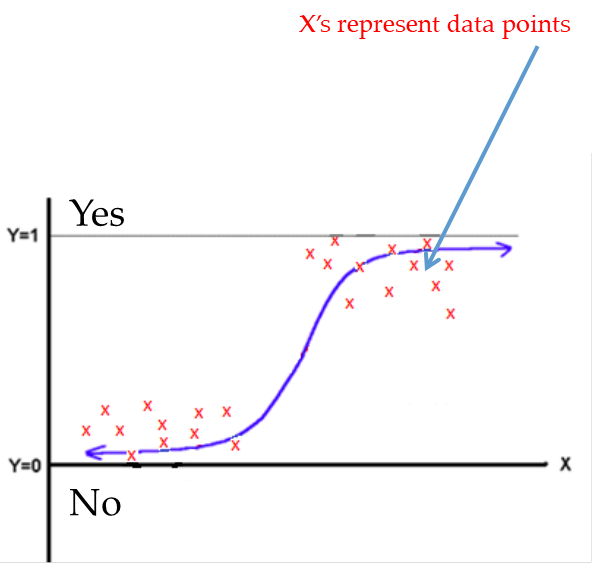 X's represent data points
Yes
Y=1
Y=0
X
No